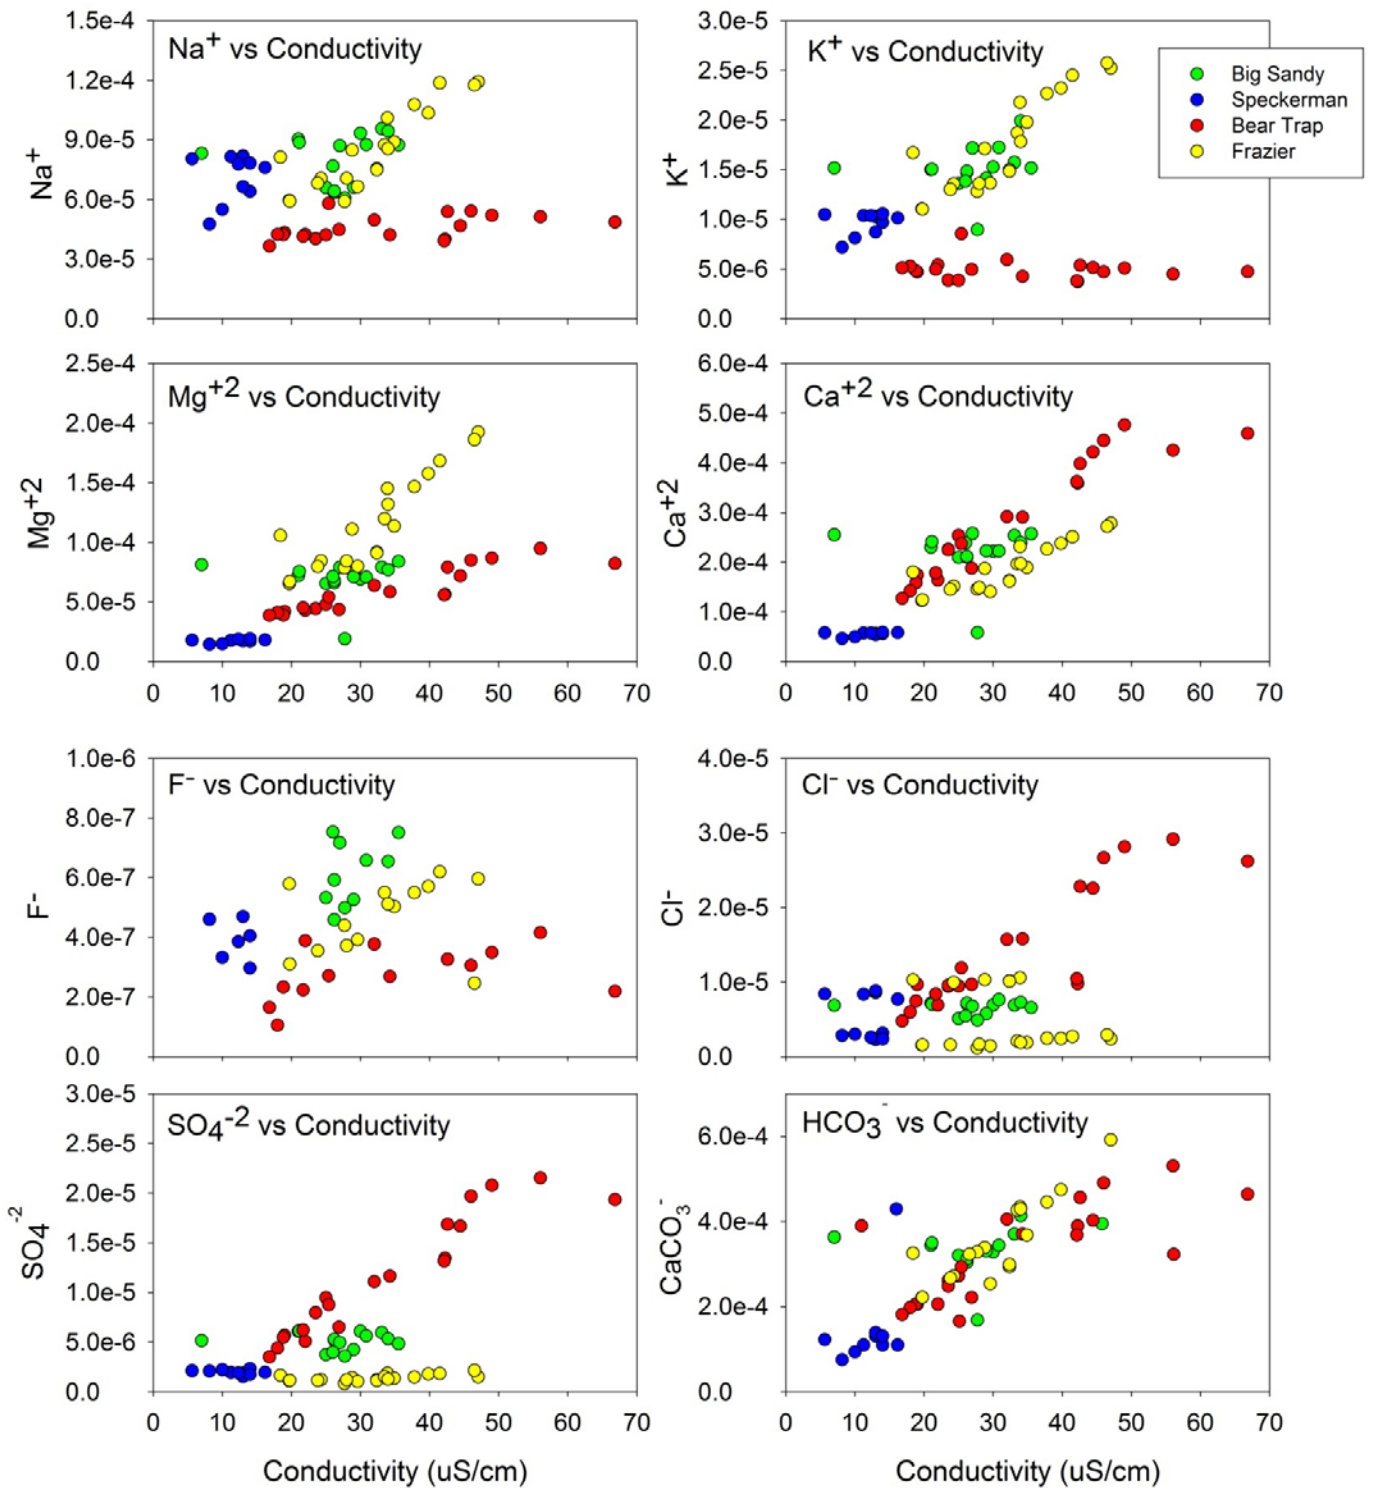 1.5e-4
1.2e-4
9.0e-5
6.0e-5
3.0e-5
0.0
Na+
Na+ vs Conductivity
3.0e-5
2.5e-5
2.0e-5
1.5e-5
1.0e-5
5.0e-6
0.0
K+
K+ vs Conductivity
Big Sandy
Speckerman
Bear Trap
Frazier
2.5e-4
2.0e-4
1.5e-4
1.0e-4
5.0e-5
0.0
Mg+2
Mg+2 vs Conductivity
0 10 20 30 40 50 60 70
6.0e-4
5.0e-4
4.0e-4
3.0e-4
2.0e-4
1.0e-4
0.0
Ca+2
Ca+2 vs Conductivity
0 10 20 30 40 50 60 70
1.0e-6
8.0e-7
6.0e-7
4.0e-7
2.0e-7
0.0
F-
F- vs Conductivity
4.0e-5
3.0e-5
2.0e-5
1.0e-5
0.0
Cl-
Cl- vs Conductivity
3.0e-5
2.5e-5
2.0e-5
1.5e-5
1.0e-5
5.0e-6
0.0
SO4-2
SO4-2 vs Conductivity
0 10 20 30 40 50 60 70
Conductivity (uS/cm)
6.0e-4
4.0e-4
2.0e-4
0.0
CaCO3-
HCO3- vs Conductivity
0 10 20 30 40 50 60 70
Conductivity (uS/cm)